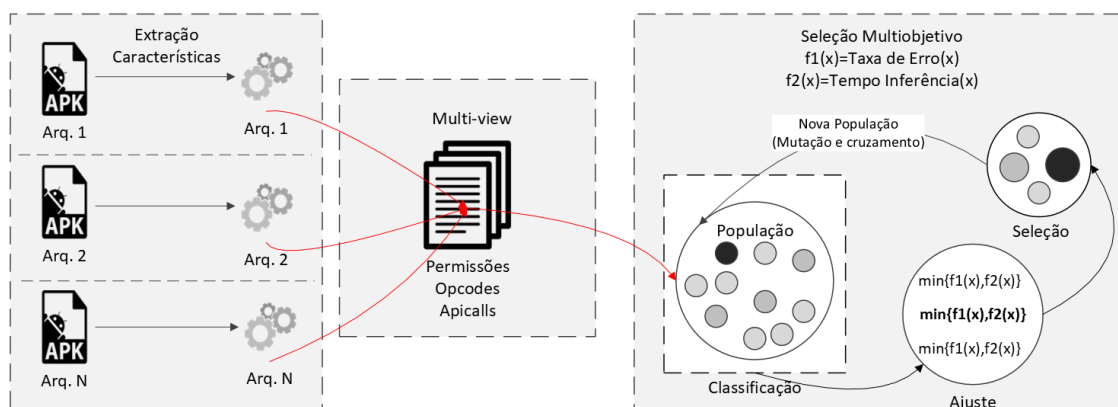 Extração
Características
APK
Arq. 1
Arq. 1
APK
Arq. 2
Arq. 2
APK
Arq. N
Arq. N
Multi-view
Permissões
Opcodes
Apicalls
Seleção Multiobjetivo
f1(x)=Taxa de Erro(x)
f2(x)=Tempo Inferência(x)
Nova População
(Mutação e cruzamento)
Seleção
População
Classificação
min{f1(x),f2(x)}
min{f1(x),f2(x)}
min{f1(x),f2(x)}
Ajuste